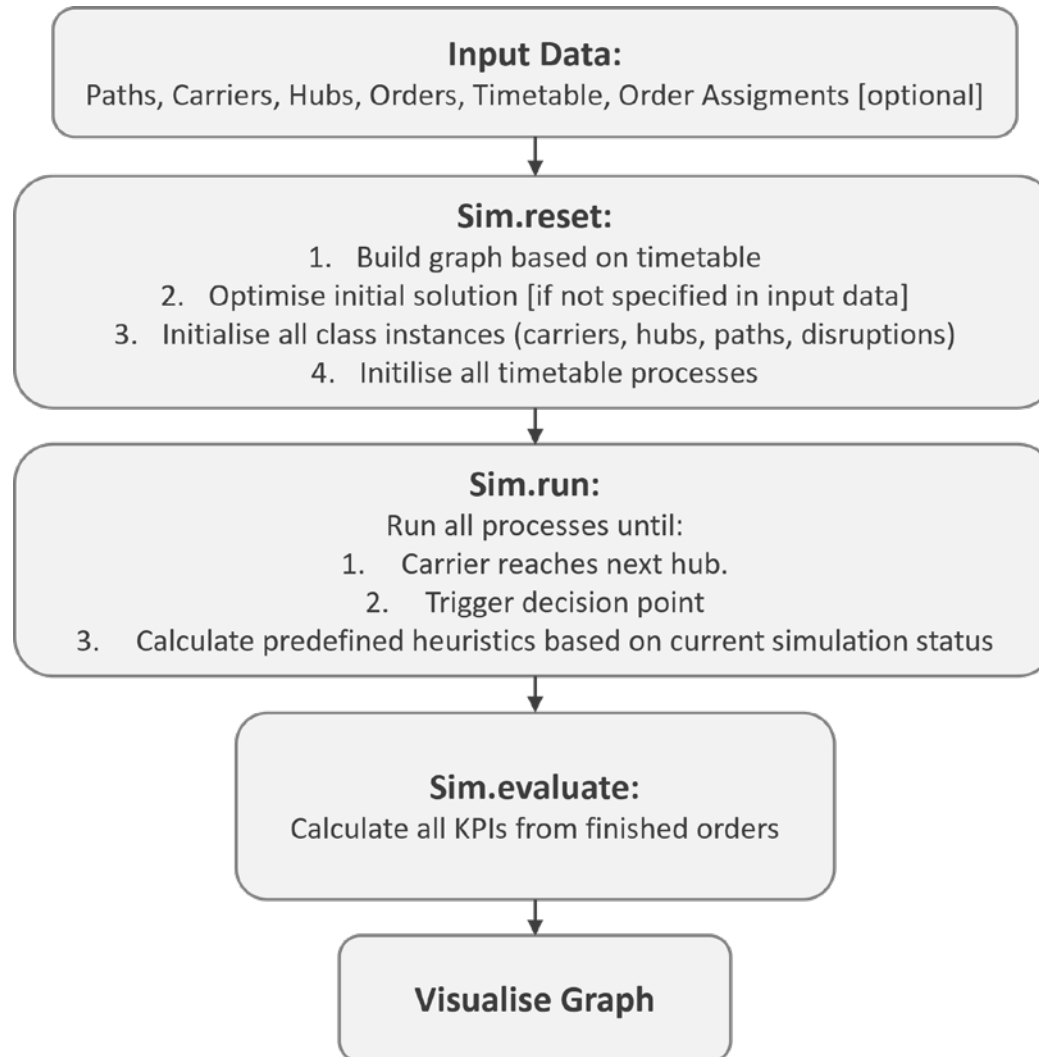 Input Data:
Paths, Carriers, Hubs, Orders, Timetable, Order Assigments [optional]
Sim.reset:
1. Build graph based on timetable
2. Optimise initial solution [if not specified in input data]
3. Initialise all class instances (carriers, hubs, paths, disruptions)
4. Initilise all timetable processes
Sim.run:
Run all processes until:
1. Carrier reaches next hub.
2. Trigger decision point
3. Calculate predefined heuristics based on current simulation status
Sim.evaluate:
Calculate all KPIs from finished orders
Visualise Graph